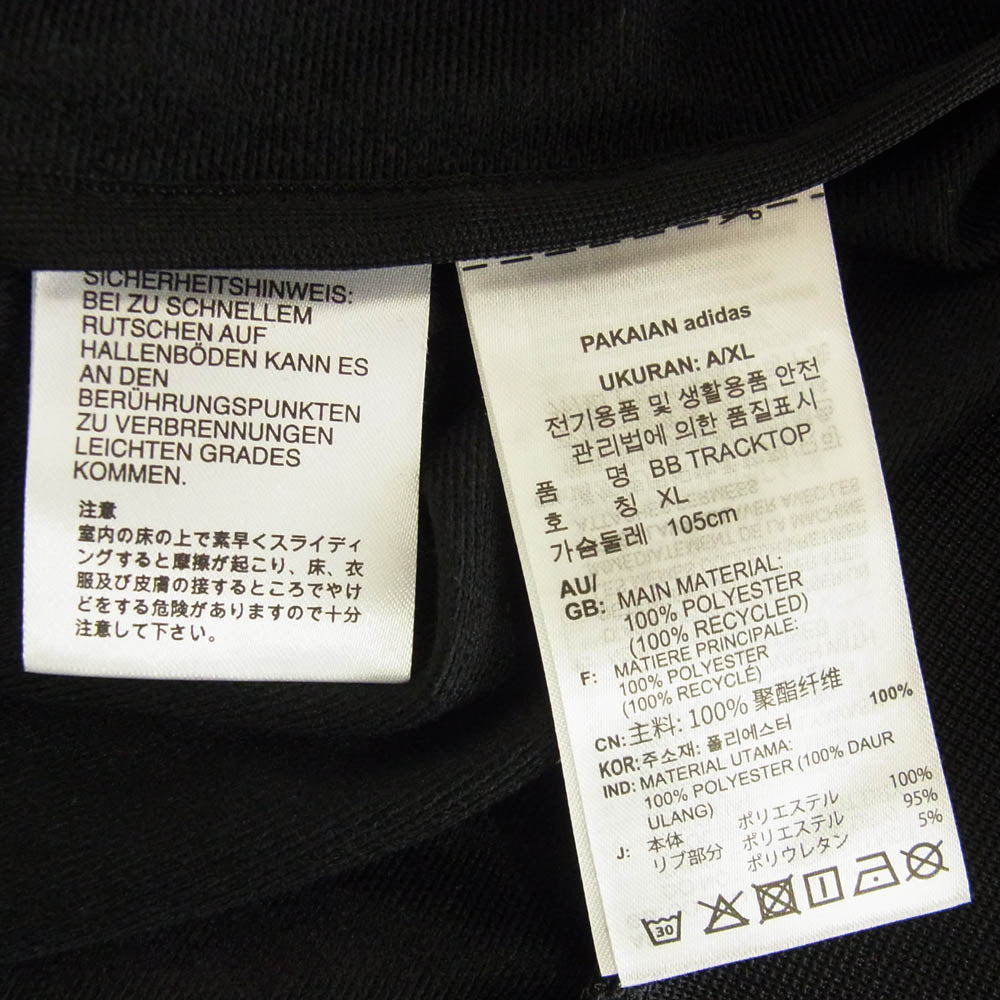 SICHERHEITSHINWEIS:
BEI ZU SCHNELLEM
RUTSCHEN AUF
HALLENBÖDEN KANN ES
AN DEN
BERÜHRUNGSPUNKTEN
ZU VERBRENNUNGEN
LEICHTEN GRADES
KOMMEN.
注意
室内の床の上で素早くスライディ
ングすると摩擦が起こり、床、衣
服及び皮膚の接するところでやけ
どをする危険がありますので十分
注意して下さい。
PAKAIAN adidas
UKURAN: A/XL
전기용품 및 생활용품 안전
관리법에 의한 품질표시
품 명 BB TRACKTOP
호 칭 XL
가슴둘레 105cm
AU/
GB: MAIN MATERIAL:
100% POLYESTER
(100% RECYCLED)
F: MATIERE PRINCIPALE:
100% POLYESTER
(100% RECYCLE)
CN: 主料: 100% 聚酯纤维
KOR: 주소재: 폴리에스터 100%
IND: MATERIAL UTAMA:
100% POLYESTER (100% DAUR
ULANG)
J: 本体 ポリエステル 100%
リブ部分 ポリエステル 95%
ポリウレタン 5%
30